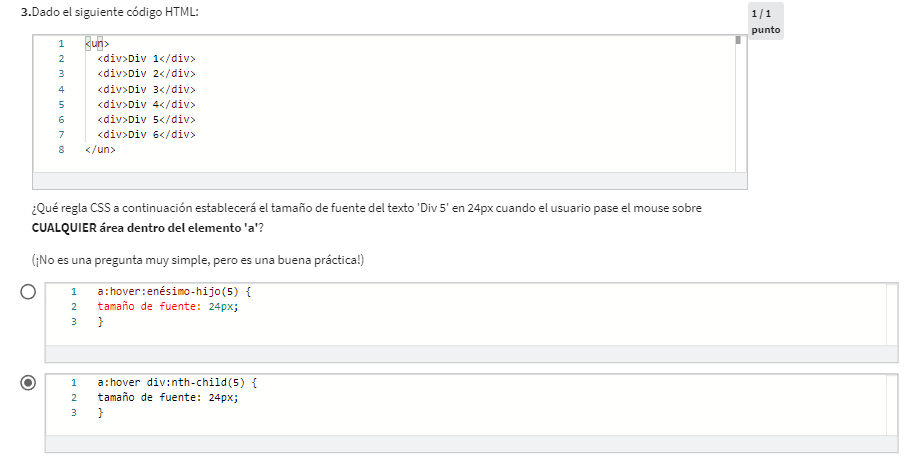 3.Dado el siguiente código HTML:
1 / 1
punto
1 <un>
2 <div>Div 1</div>
3 <div>Div 2</div>
4 <div>Div 3</div>
5 <div>Div 4</div>
6 <div>Div 5</div>
7 <div>Div 6</div>
8 </un>
¿Qué regla CSS a continuación establecerá el tamaño de fuente del texto 'Div 5' en 24px cuando el usuario pase el mouse sobre
CUALQUIER área dentro del elemento 'a'?
(¡No es una pregunta muy simple, pero es una buena práctica!)
1 a:hover:enésimo-hijo(5) {
2 tamaño de fuente: 24px;
3 }
1 a:hover div:nth-child(5) {
2 tamaño de fuente: 24px;
3 }